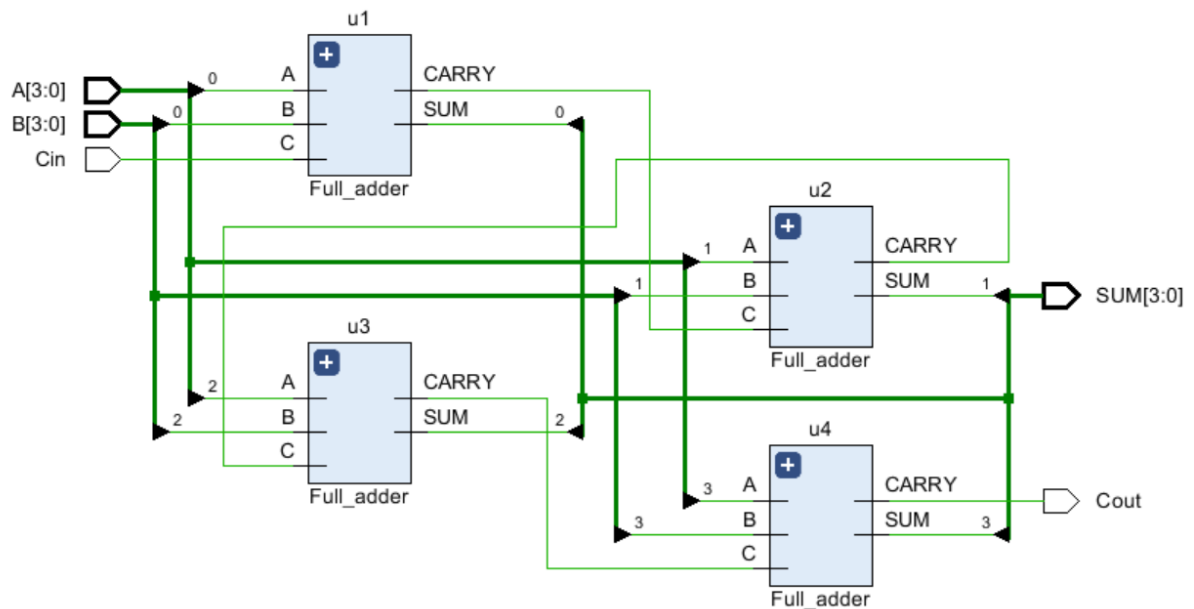 u1
A[3:0]
0
A
CARRY
B[3:0]
0
B
SUM
0
Cin
C
Full_adder
u2
1
A
CARRY
1
B
SUM
1
SUM[3:0]
C
Full_adder
u3
2
A
CARRY
2
B
SUM
2
C
Full_adder
u4
3
A
CARRY
Cout
3
B
SUM
3
C
Full_adder